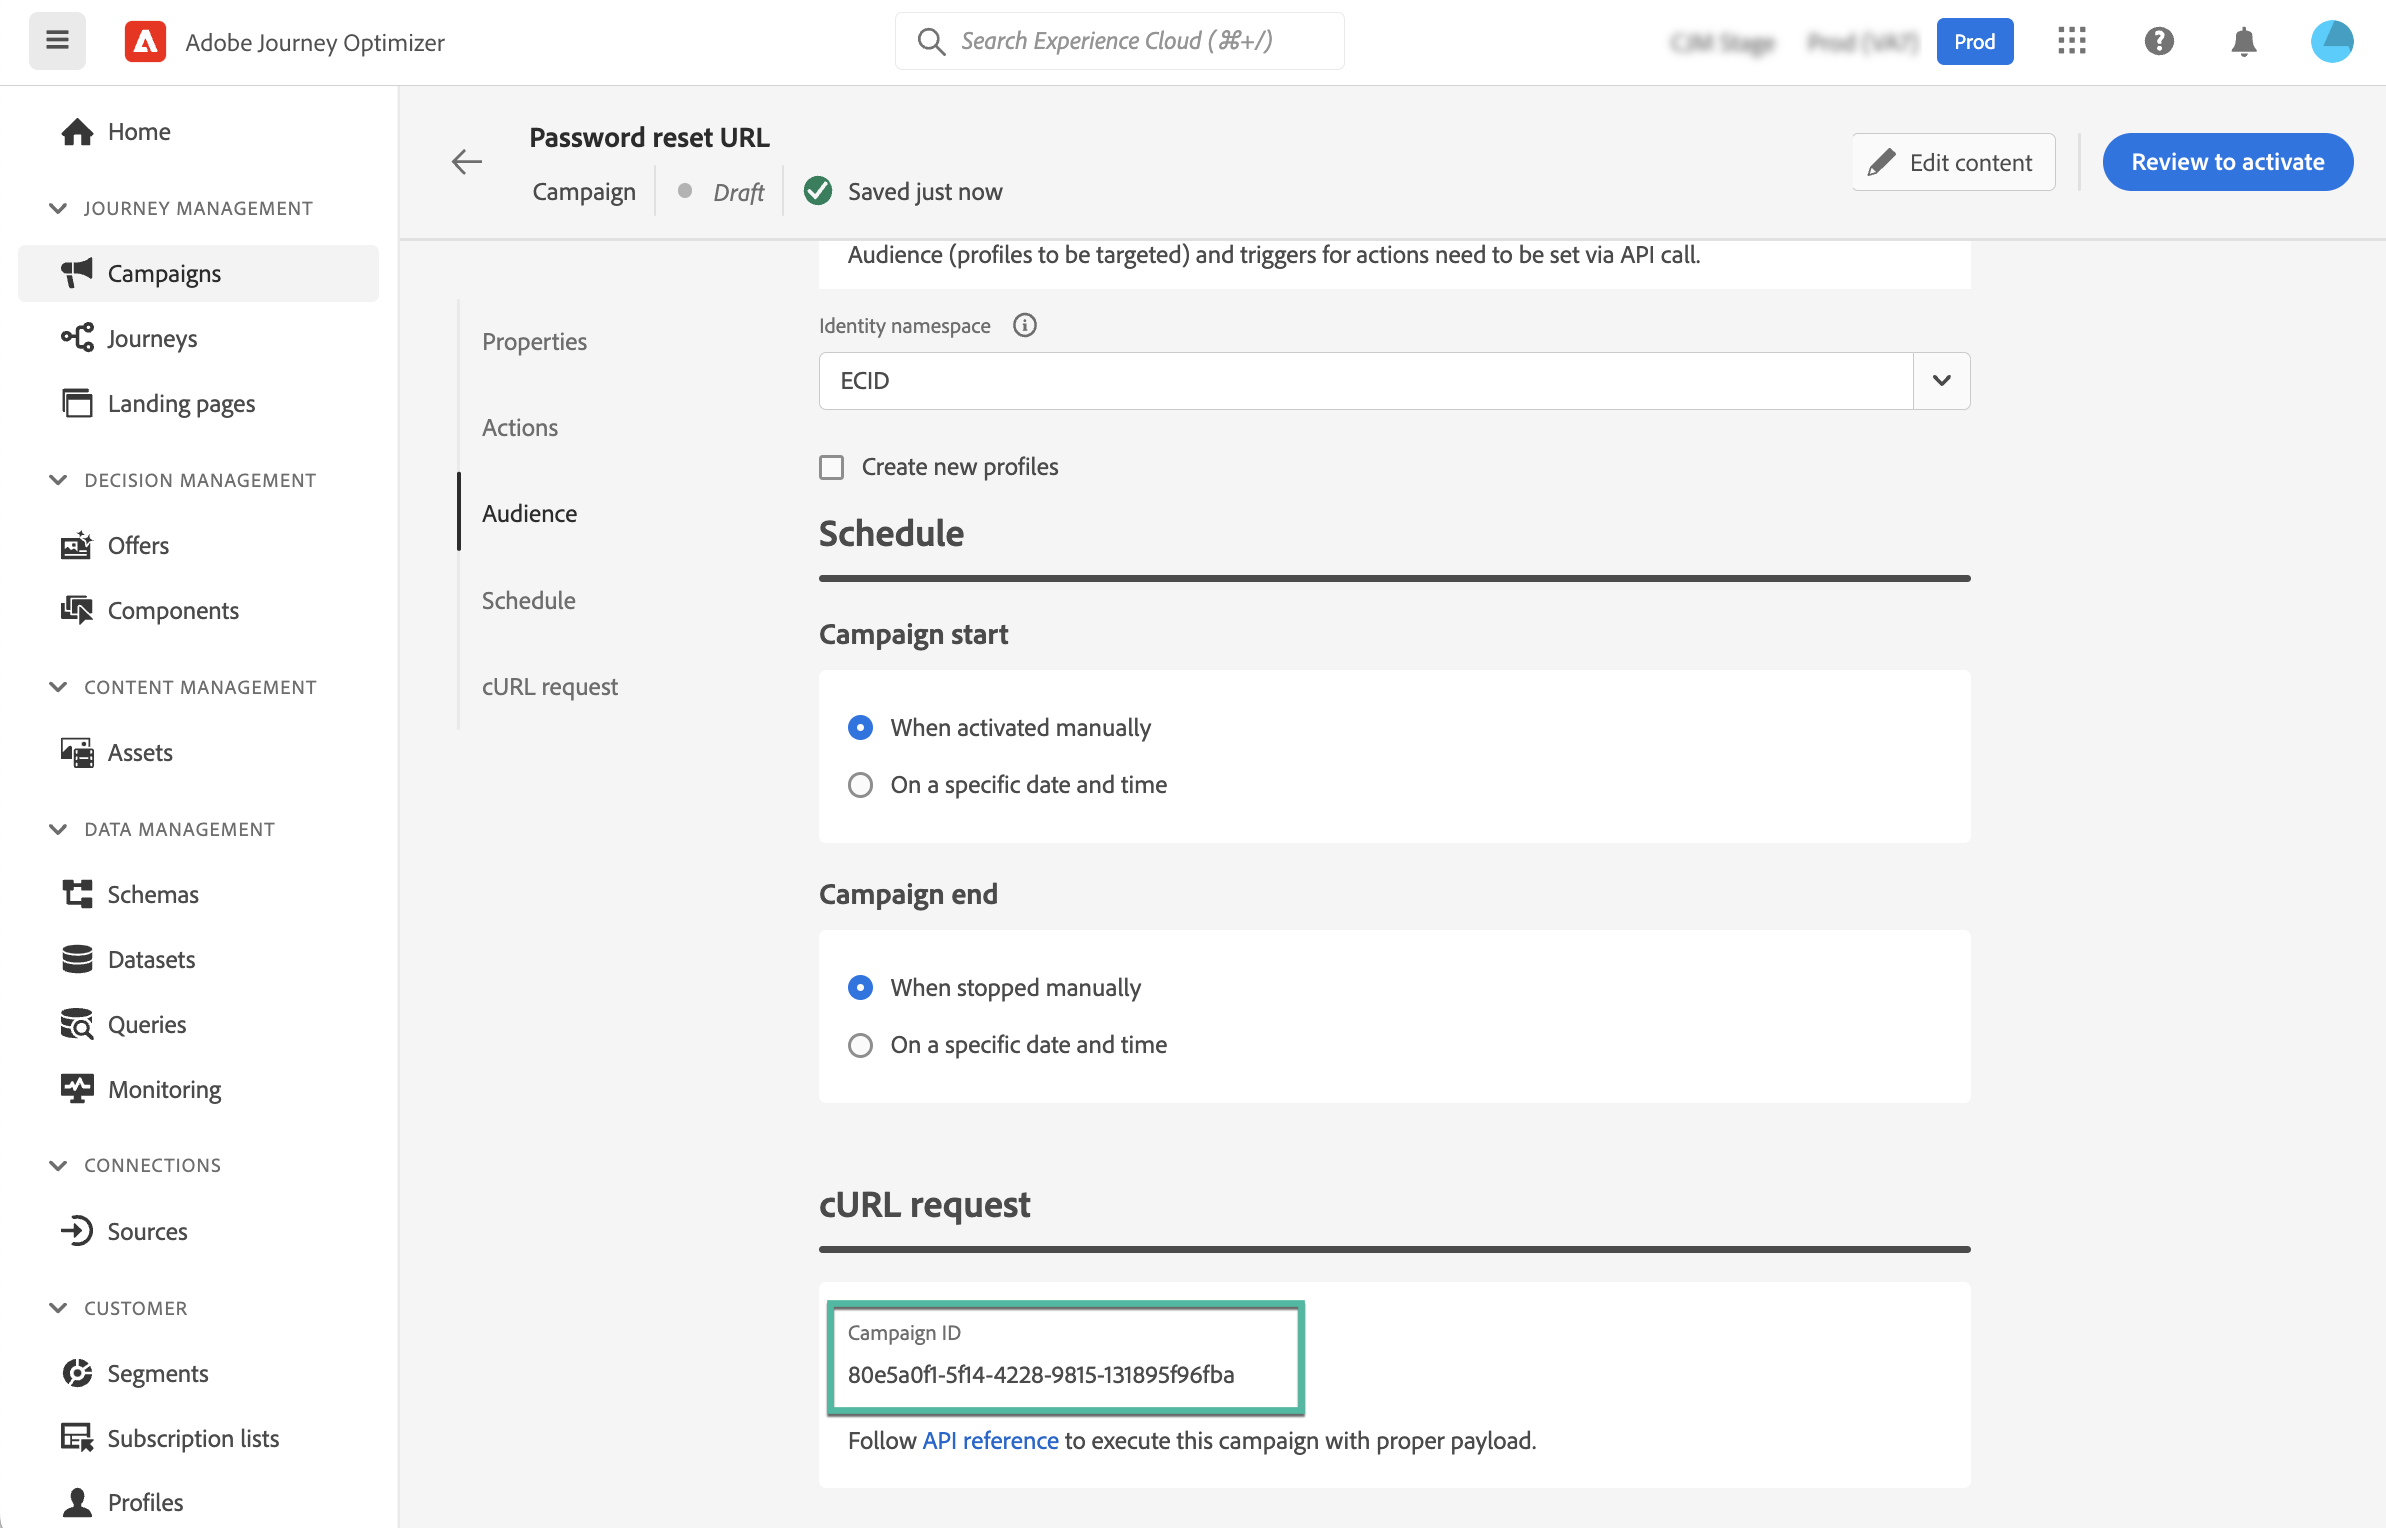 Adobe Journey Optimizer
Search Experience Cloud (⌘+/)
Prod
Home
JOURNEY MANAGEMENT
Campaigns
Journeys
Landing pages
DECISION MANAGEMENT
Offers
Components
CONTENT MANAGEMENT
Assets
DATA MANAGEMENT
Schemas
Datasets
Queries
Monitoring
CONNECTIONS
Sources
CUSTOMER
Segments
Subscription lists
Profiles
Password reset URL
Campaign
Draft
Saved just now
Edit content
Review to activate
Properties
Actions
Audience
Schedule
cURL request
Audience (profiles to be targeted) and triggers for actions need to be set via API call.
Identity namespace
ECID
Create new profiles
Schedule
Campaign start
When activated manually
On a specific date and time
Campaign end
When stopped manually
On a specific date and time
cURL request
Campaign ID
80e5a0f1-5f14-4228-9815-131895f96fba
Follow API reference to execute this campaign with proper payload.